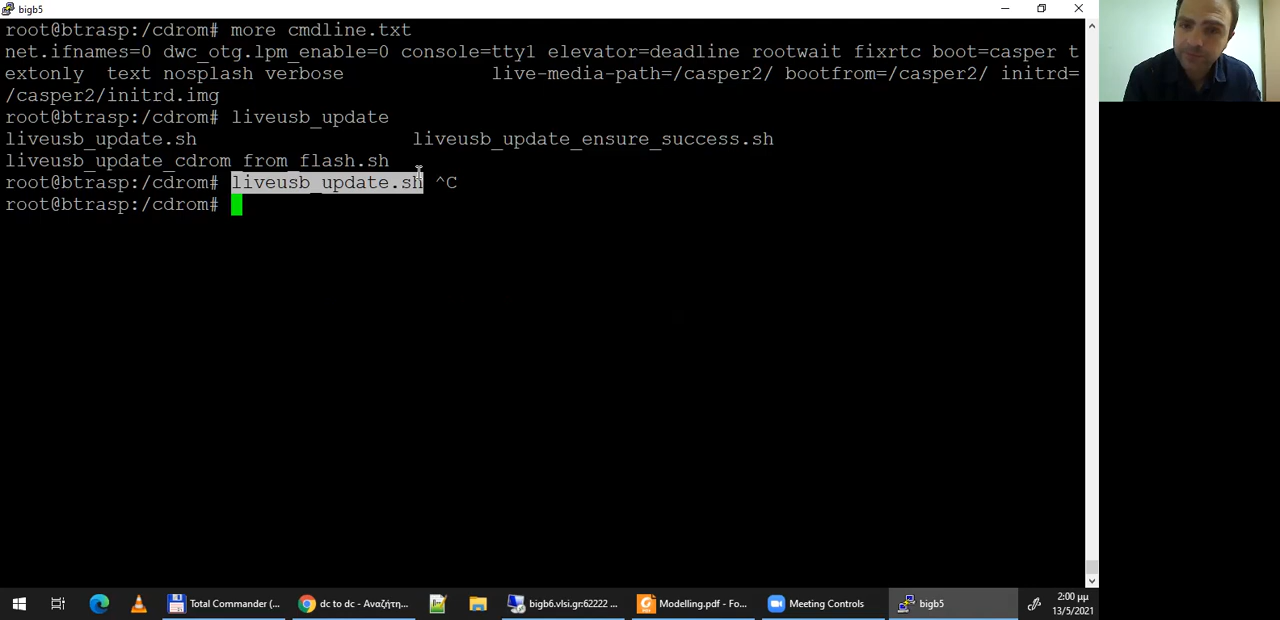 bigb5
root@btrasp:/cdrom# more cmdline.txt
net.ifnames=0 dwc_otg.lpm_enable=0 console=tty1 elevator=deadline rootwait fixrtc boot=casper t
extonly  text nosplash verbose             live-media-path=/casper2/ bootfrom=/casper2/ initrd=
/casper2/initrd.img
root@btrasp:/cdrom# liveusb_update
liveusb_update.sh                   liveusb_update_ensure_success.sh
liveusb_update_cdrom_from_flash.sh
root@btrasp:/cdrom# liveusb_update.sh ^C
root@btrasp:/cdrom#
Total Commander (... dc to dc - Αναζήτη... bigb6.vlsi.gr:62222 ... Modelling.pdf - Fo... Meeting Controls bigb5 2:00 μμ
13/5/2021